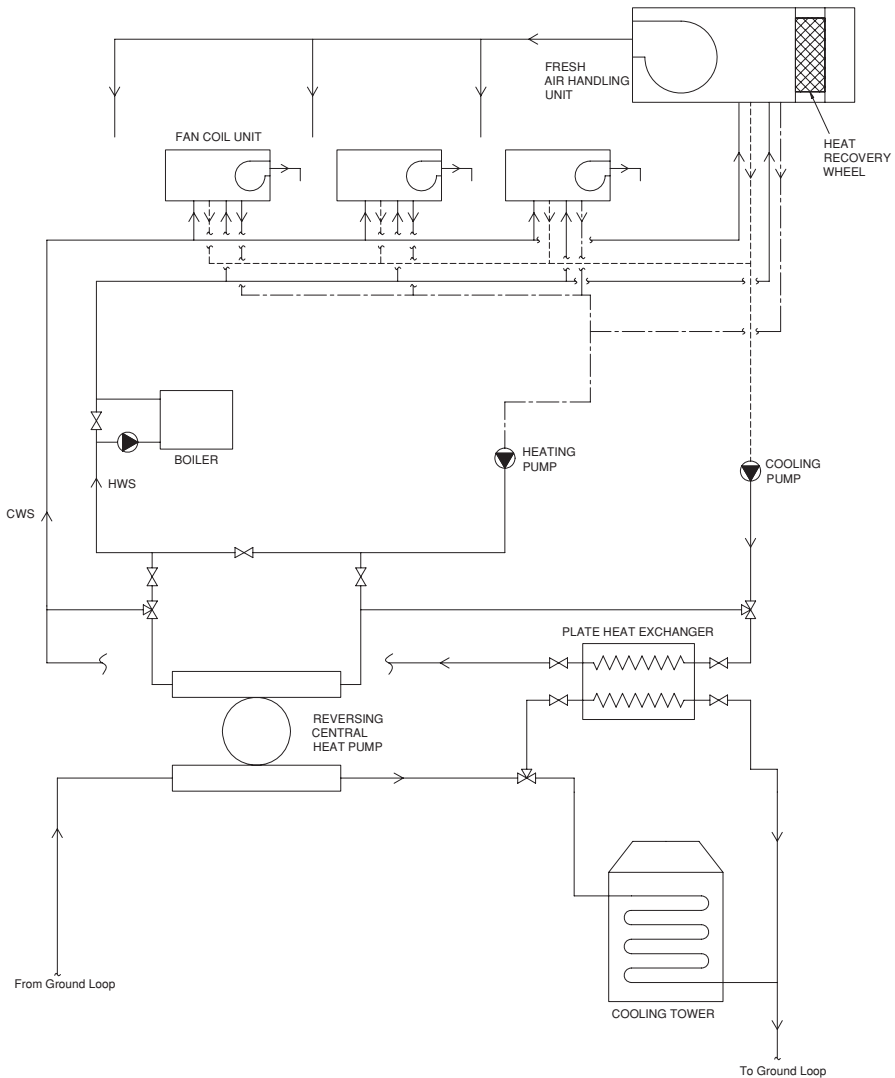 FRESH
AIR HANDLING
UNIT
HEAT
RECOVERY
WHEEL
FAN COIL UNIT
BOILER
HEATING
PUMP
COOLING
PUMP
HWS
CWS
PLATE HEAT EXCHANGER
REVERSING
CENTRAL
HEAT PUMP
From Ground Loop
COOLING TOWER
To Ground Loop